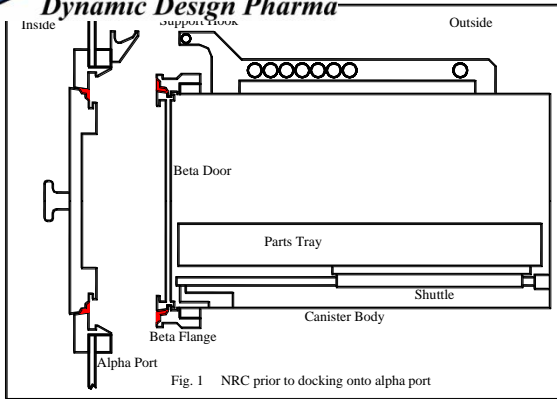 Dynamic Design Pharma
Inside
Support Hook
Outside
Beta Door
Parts Tray
Shuttle
Canister Body
Beta Flange
Alpha Port
Fig. 1 NRC prior to docking onto alpha port